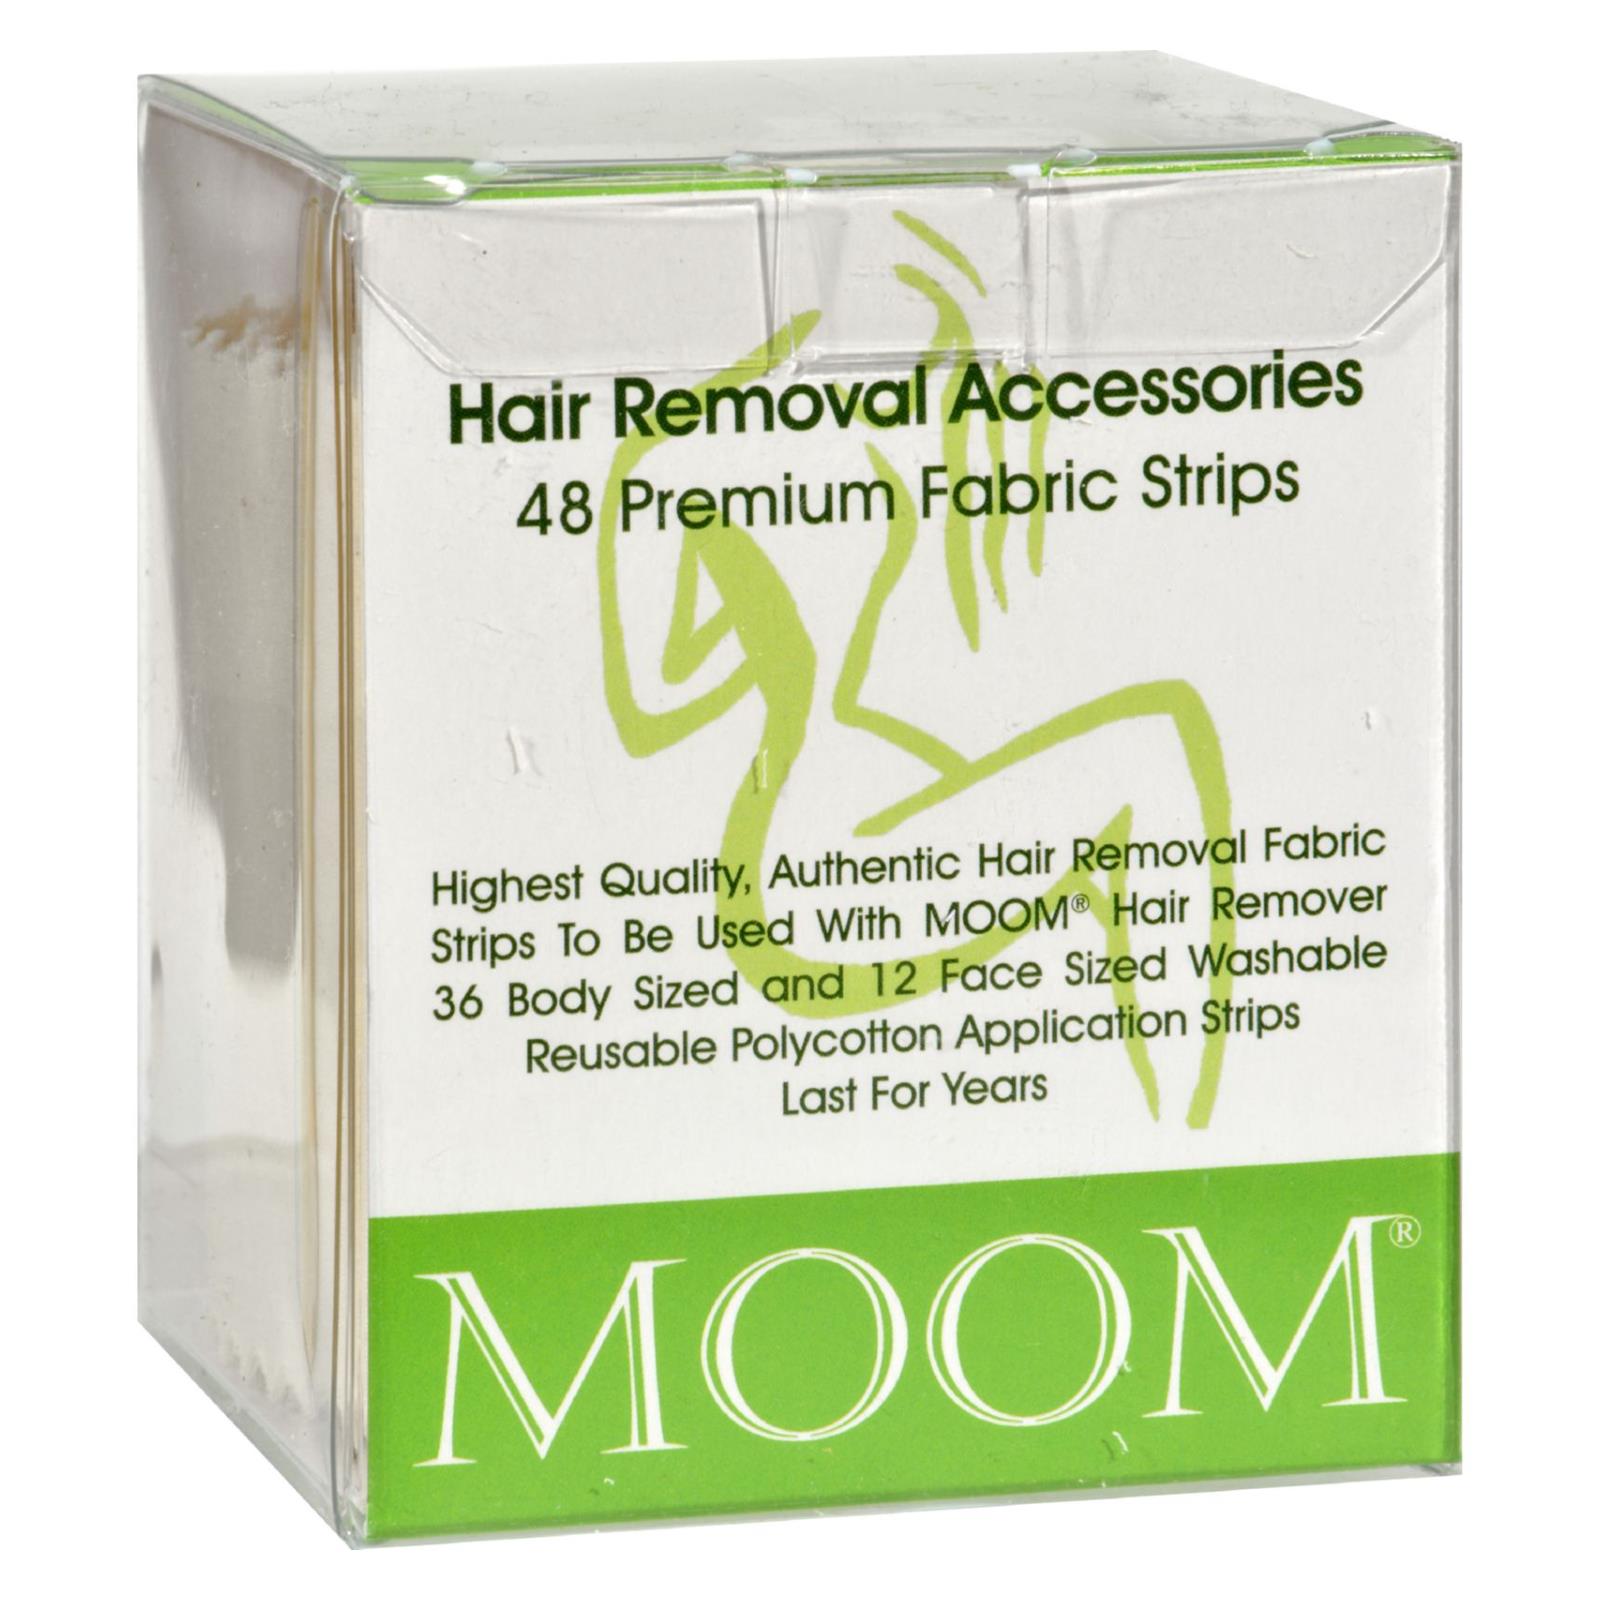 Hair Removal Accessories
48 Premium Fabric Strips
Highest Quality, Authentic Hair Removal Fabric
Strips To Be Used With MOOM® Hair Remover
36 Body Sized and 12 Face Sized Washable
Reusable Polycotton Application Strips
Last For Years
MOOM®